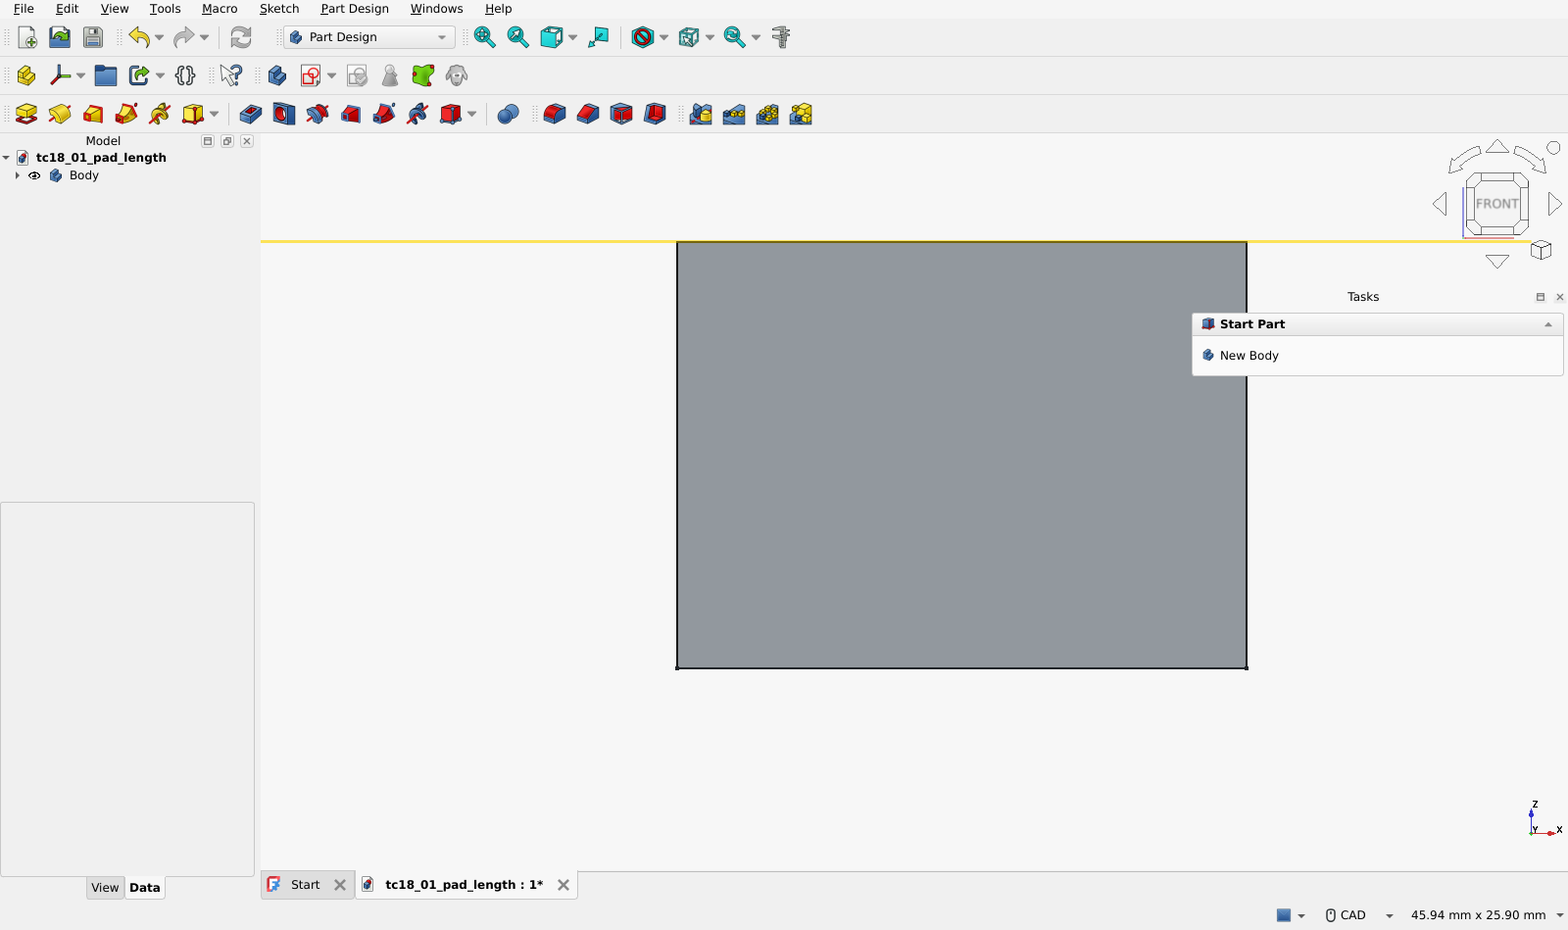 File Edit View Tools Macro Sketch Part Design Windows Help
Part Design
Model
tc18_01_pad_length
Body
FRONT
Tasks
Start Part
New Body
Z
Y X
View Data
Start
tc18_01_pad_length : 1*
CAD
45.94 mm x 25.90 mm